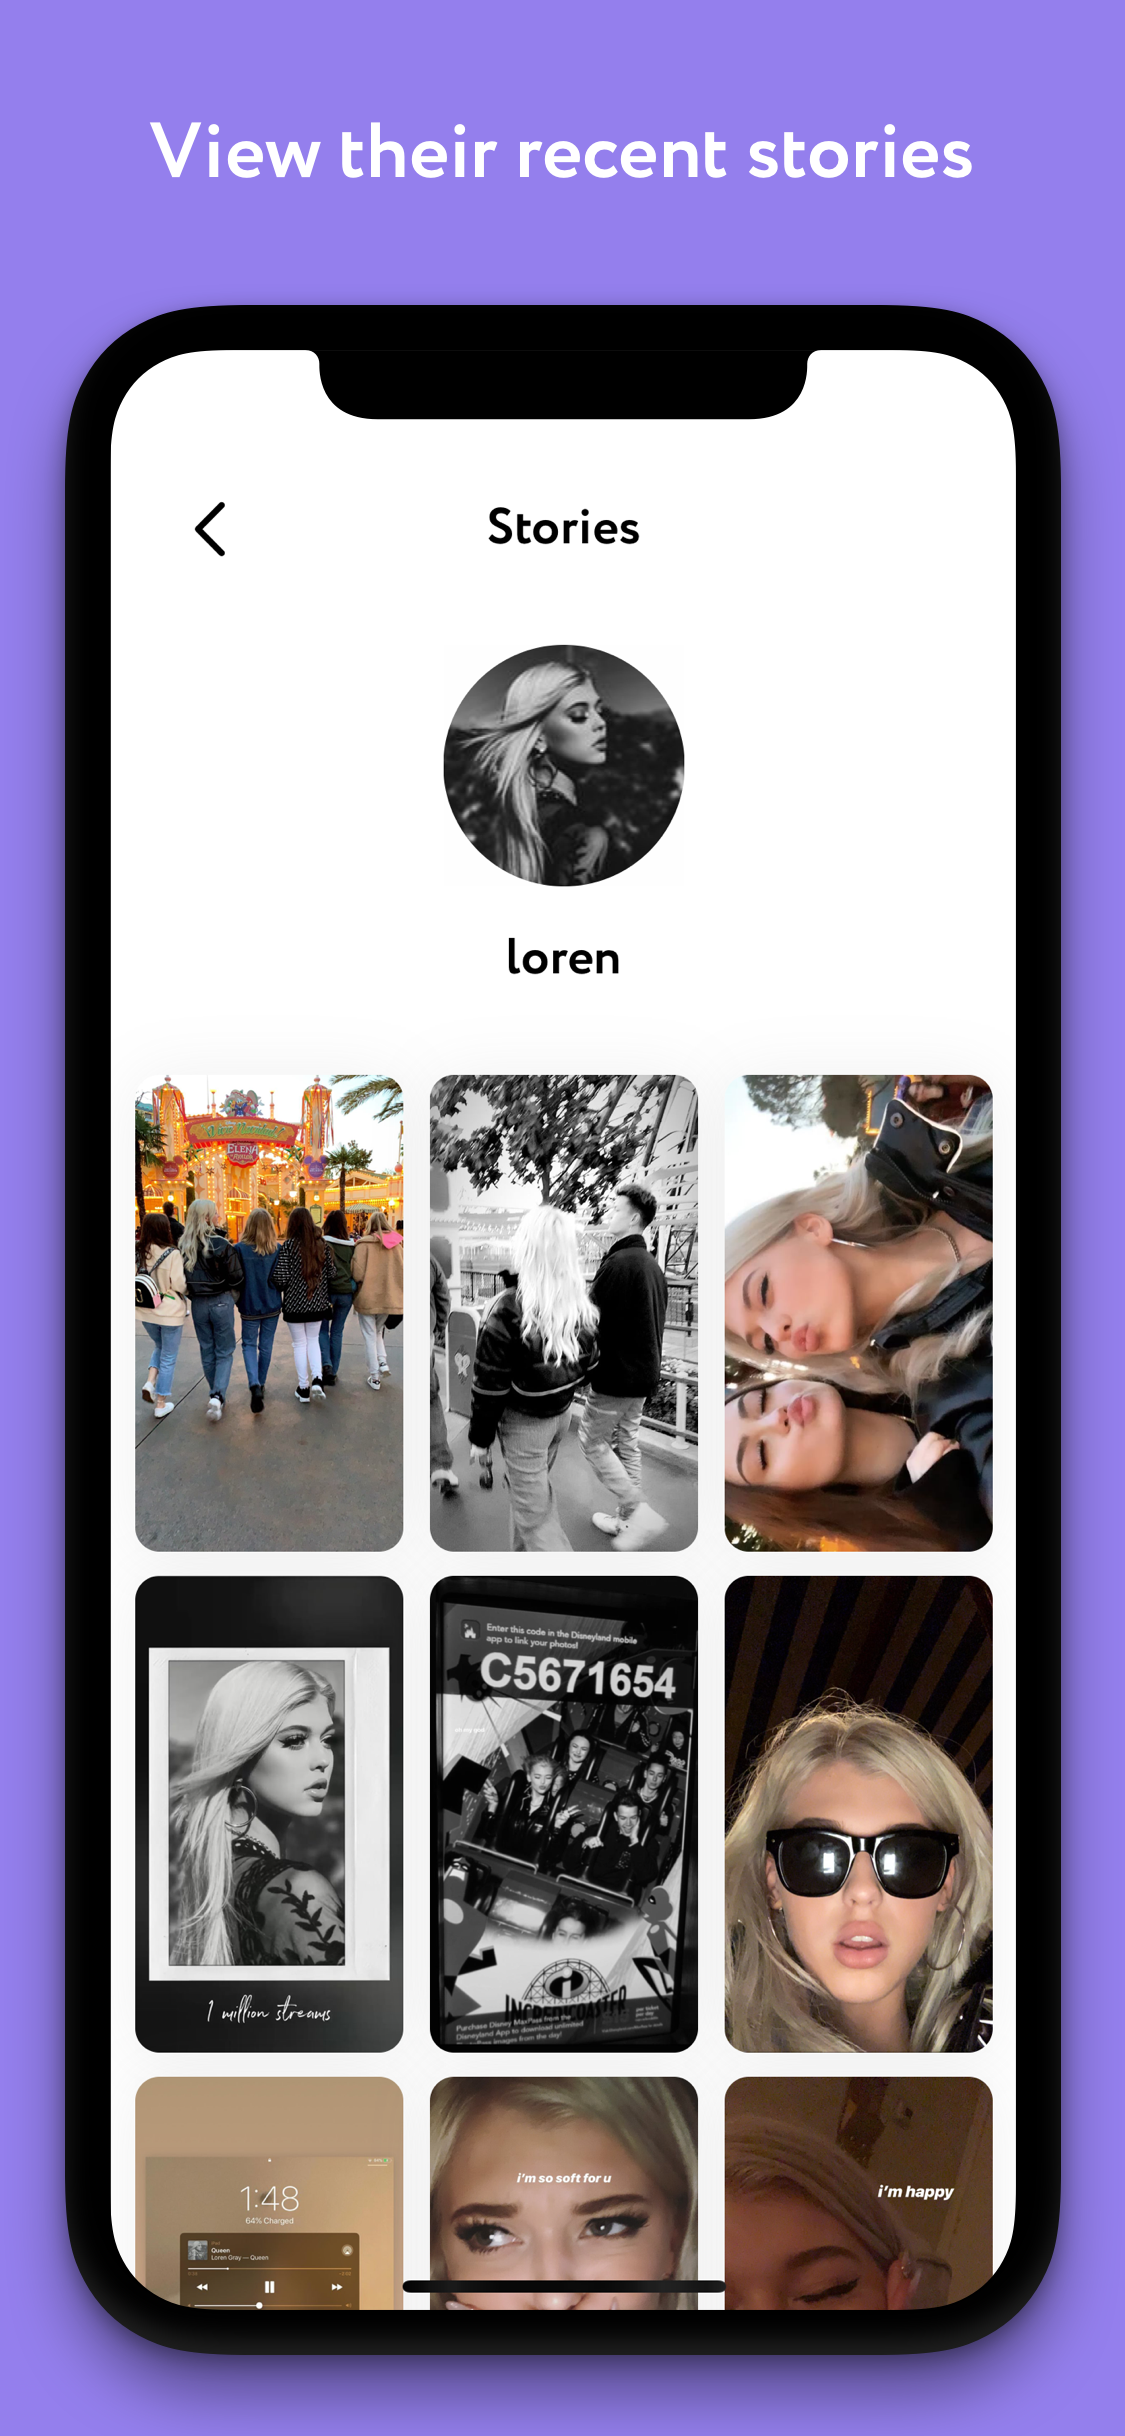 View their recent stories
Stories
loren
ELENA
1 million streams
Enter this code in the Disneyland mobile
app to link your photos!
C5671654
INCREDICOASTER
Purchase Disney MaxPass from the
Disneyland App to download unlimited
images from the day!
1:48
64% Charged
Queen
Loren Gray — Queen
i'm so soft for u
i'm happy